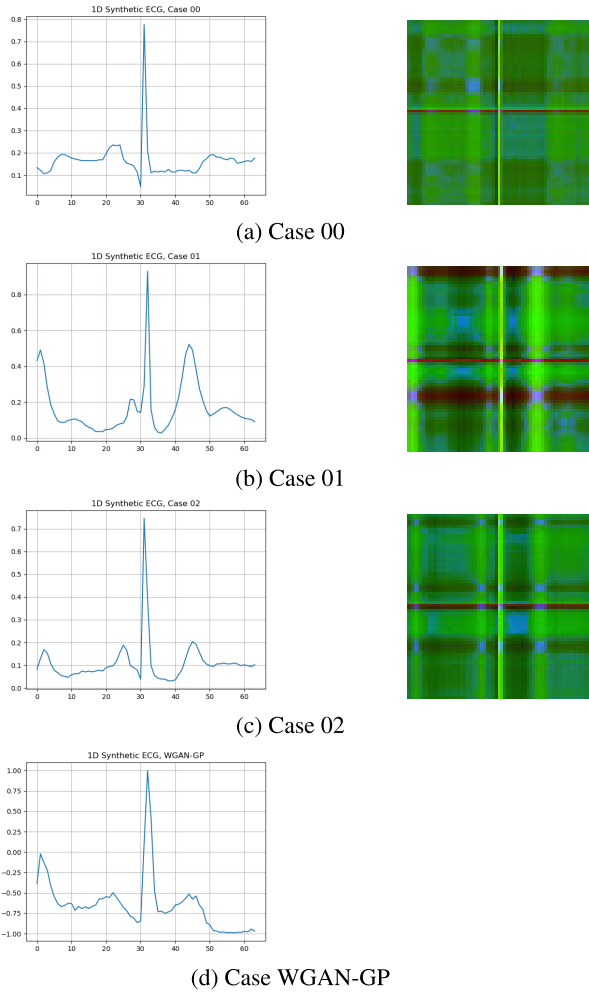 1D Synthetic ECG, Case 00
0.8
0.7
0.6
0.5
0.4
0.3
0.2
0.1
0 10 20 30 40 50 60
(a) Case 00
1D Synthetic ECG, Case 01
0.8
0.6
0.4
0.2
0.0
0 10 20 30 40 50 60
(b) Case 01
1D Synthetic ECG, Case 02
0.7
0.6
0.5
0.4
0.3
0.2
0.1
0.0
0 10 20 30 40 50 60
(c) Case 02
1D Synthetic ECG, WGAN-GP
1.00
0.75
0.50
0.25
0.00
−0.25
−0.50
−0.75
−1.00
0 10 20 30 40 50 60
(d) Case WGAN-GP